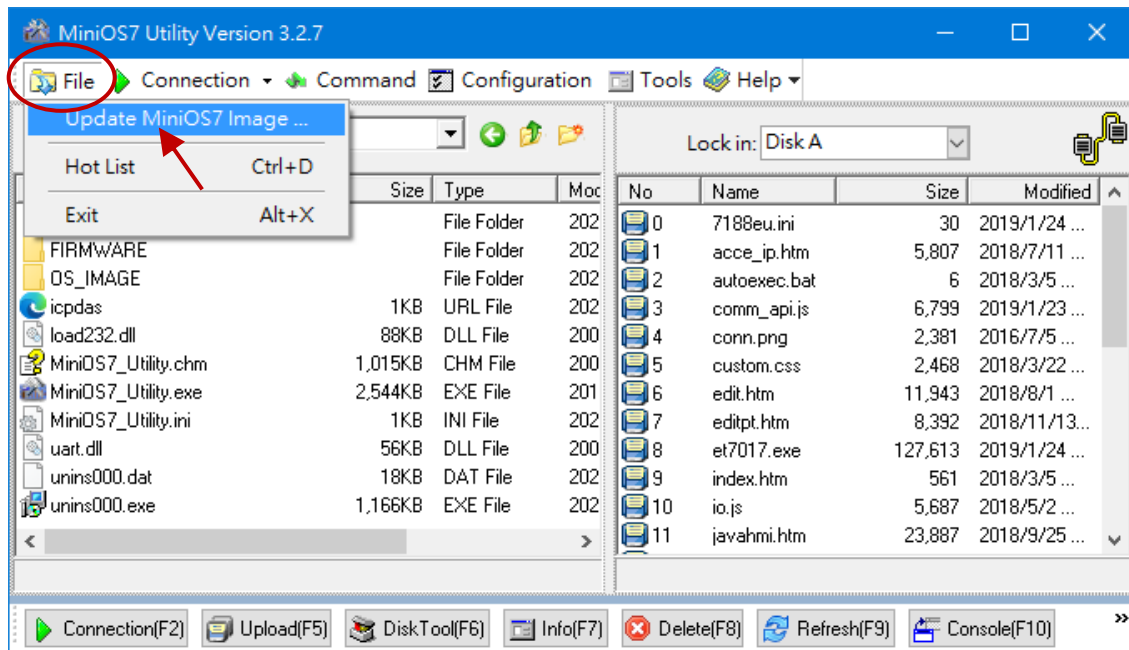 MiniOS7 Utility Version 3.2.7
File Connection Command Configuration Tools Help
Update MiniOS7 Image ...
Hot List Ctrl+D
Exit Alt+X
Lock in: Disk A
Size Type Mod
File Folder 202
FIRMWARE File Folder 202
OS_IMAGE File Folder 202
icpdas 1KB URL File 202
load232.dll 88KB DLL File 200
MiniOS7_Utility.chm 1,015KB CHM File 200
MiniOS7_Utility.exe 2,544KB EXE File 201
MiniOS7_Utility.ini 1KB INI File 202
uart.dll 56KB DLL File 200
unins000.dat 18KB DAT File 202
unins000.exe 1,166KB EXE File 202
No Name Size Modified
0 7188eu.ini 30 2019/1/24 ...
1 acce_ip.htm 5,807 2018/7/11 ...
2 autoexec.bat 6 2018/3/5 ...
3 comm_api.js 6,799 2019/1/23 ...
4 conn.png 2,381 2016/7/5 ...
5 custom.css 2,468 2018/3/22 ...
6 edit.htm 11,943 2018/8/1 ...
7 editpt.htm 8,392 2018/11/13...
8 et7017.exe 127,613 2019/1/24 ...
9 index.htm 561 2018/3/5 ...
10 io.js 5,687 2018/5/2 ...
11 javahmi.htm 23,887 2018/9/25 ...
Connection(F2) Upload(F5) DiskTool(F6) Info(F7) Delete(F8) Refresh(F9) Console(F10) »